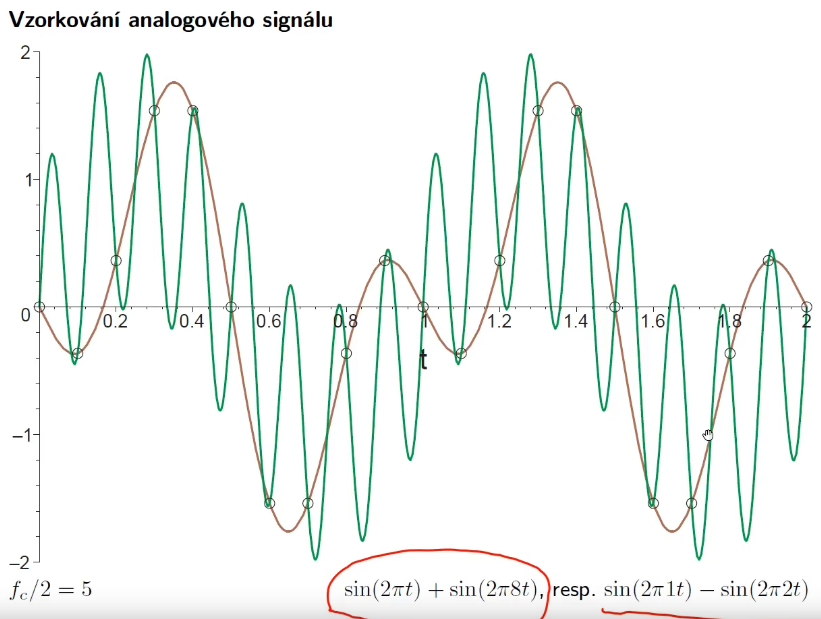 Vzorkování analogového signálu
2
1
0
−1
−2
0.2 0.4 0.6 0.8 1 1.2 1.4 1.6 1.8 2
t
f_c/2 = 5
sin(2πt) + sin(2π8t), resp. sin(2π1t) − sin(2π2t)